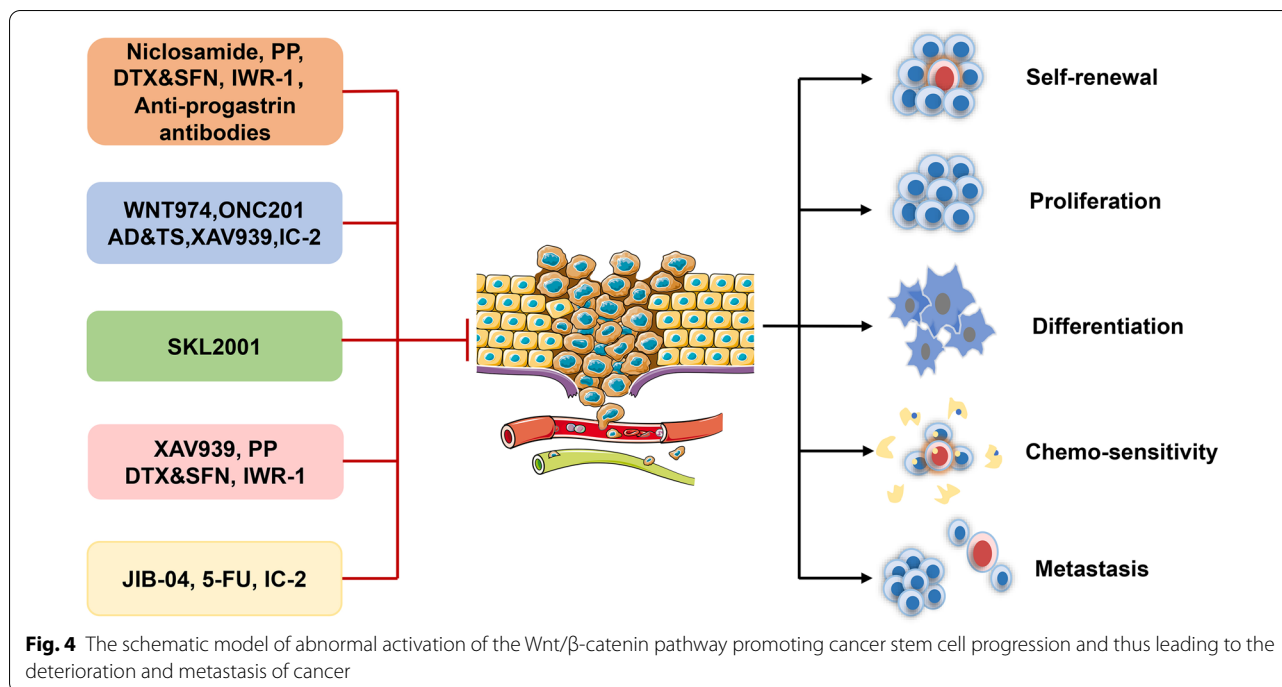 Niclosamide, PP,
DTX&SFN, IWR-1 ,
Anti-progastrin
antibodies
WNT974,ONC201
AD&TS,XAV939,IC-2
SKL2001
XAV939, PP
DTX&SFN, IWR-1
JIB-04, 5-FU, IC-2
Self-renewal
Proliferation
Differentiation
Chemo-sensitivity
Metastasis
Fig. 4 The schematic model of abnormal activation of the Wnt/β-catenin pathway promoting cancer stem cell progression and thus leading to the
deterioration and metastasis of cancer